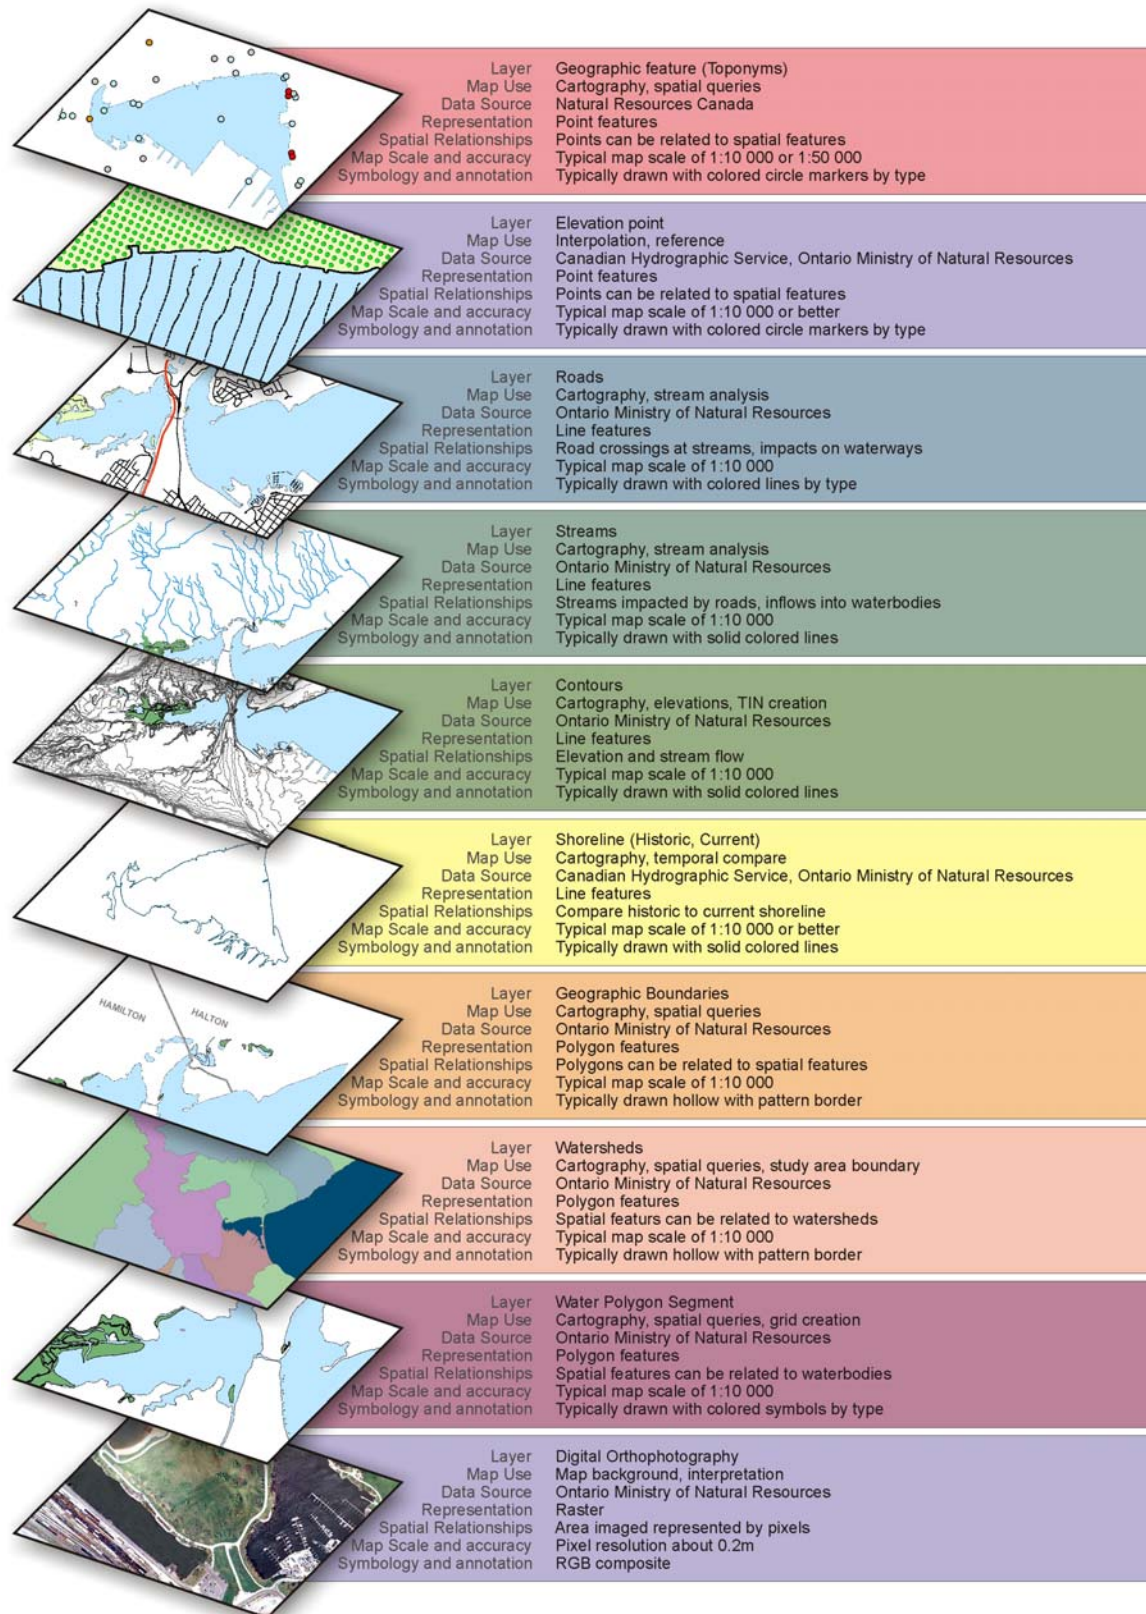 Layer Geographic feature (Toponyms)
Map Use Cartography, spatial queries
Data Source Natural Resources Canada
Representation Point features
Spatial Relationships Points can be related to spatial features
Map Scale and accuracy Typical map scale of 1:10 000 or 1:50 000
Symbology and annotation Typically drawn with colored circle markers by type
Layer Elevation point
Map Use Interpolation, reference
Data Source Canadian Hydrographic Service, Ontario Ministry of Natural Resources
Representation Point features
Spatial Relationships Points can be related to spatial features
Map Scale and accuracy Typical map scale of 1:10 000 or better
Symbology and annotation Typically drawn with colored circle markers by type
Layer Roads
Map Use Cartography, stream analysis
Data Source Ontario Ministry of Natural Resources
Representation Line features
Spatial Relationships Road crossings at streams, impacts on waterways
Map Scale and accuracy Typical map scale of 1:10 000
Symbology and annotation Typically drawn with colored lines by type
Layer Streams
Map Use Cartography, stream analysis
Data Source Ontario Ministry of Natural Resources
Representation Line features
Spatial Relationships Streams impacted by roads, inflows into waterbodies
Map Scale and accuracy Typical map scale of 1:10 000
Symbology and annotation Typically drawn with solid colored lines
Layer Contours
Map Use Cartography, elevations, TIN creation
Data Source Ontario Ministry of Natural Resources
Representation Line features
Spatial Relationships Elevation and stream flow
Map Scale and accuracy Typical map scale of 1:10 000
Symbology and annotation Typically drawn with solid colored lines
Layer Shoreline (Historic, Current)
Map Use Cartography, temporal compare
Data Source Canadian Hydrographic Service, Ontario Ministry of Natural Resources
Representation Line features
Spatial Relationships Compare historic to current shoreline
Map Scale and accuracy Typical map scale of 1:10 000 or better
Symbology and annotation Typically drawn with solid colored lines
HAMILTON
HALTON
Layer Geographic Boundaries
Map Use Cartography, spatial queries
Data Source Ontario Ministry of Natural Resources
Representation Polygon features
Spatial Relationships Polygons can be related to spatial features
Map Scale and accuracy Typical map scale of 1:10 000
Symbology and annotation Typically drawn hollow with pattern border
Layer Watersheds
Map Use Cartography, spatial queries, study area boundary
Data Source Ontario Ministry of Natural Resources
Representation Polygon features
Spatial Relationships Spatial featurs can be related to watersheds
Map Scale and accuracy Typical map scale of 1:10 000
Symbology and annotation Typically drawn hollow with pattern border
Layer Water Polygon Segment
Map Use Cartography, spatial queries, grid creation
Data Source Ontario Ministry of Natural Resources
Representation Polygon features
Spatial Relationships Spatial features can be related to waterbodies
Map Scale and accuracy Typical map scale of 1:10 000
Symbology and annotation Typically drawn with colored symbols by type
Layer Digital Orthophotography
Map Use Map background, interpretation
Data Source Ontario Ministry of Natural Resources
Representation Raster
Spatial Relationships Area imaged represented by pixels
Map Scale and accuracy Pixel resolution about 0.2m
Symbology and annotation RGB composite